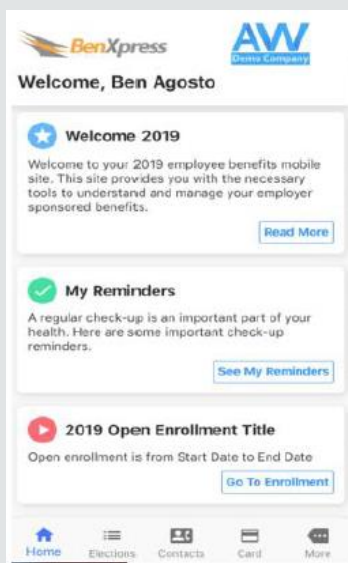 BenXpress
AW
Demo Company
Welcome, Ben Agosto
Welcome 2019
Welcome to your 2019 employee benefits mobile
site. This site provides you with the necessary
tools to understand and manage your employer
sponsored benefits.
Read More
My Reminders
A regular check-up is an important part of your
health. Here are some important check-up
reminders.
See My Reminders
2019 Open Enrollment Title
Open enrollment is from Start Date to End Date
Go To Enrollment
Home
Elections
Contacts
Card
More